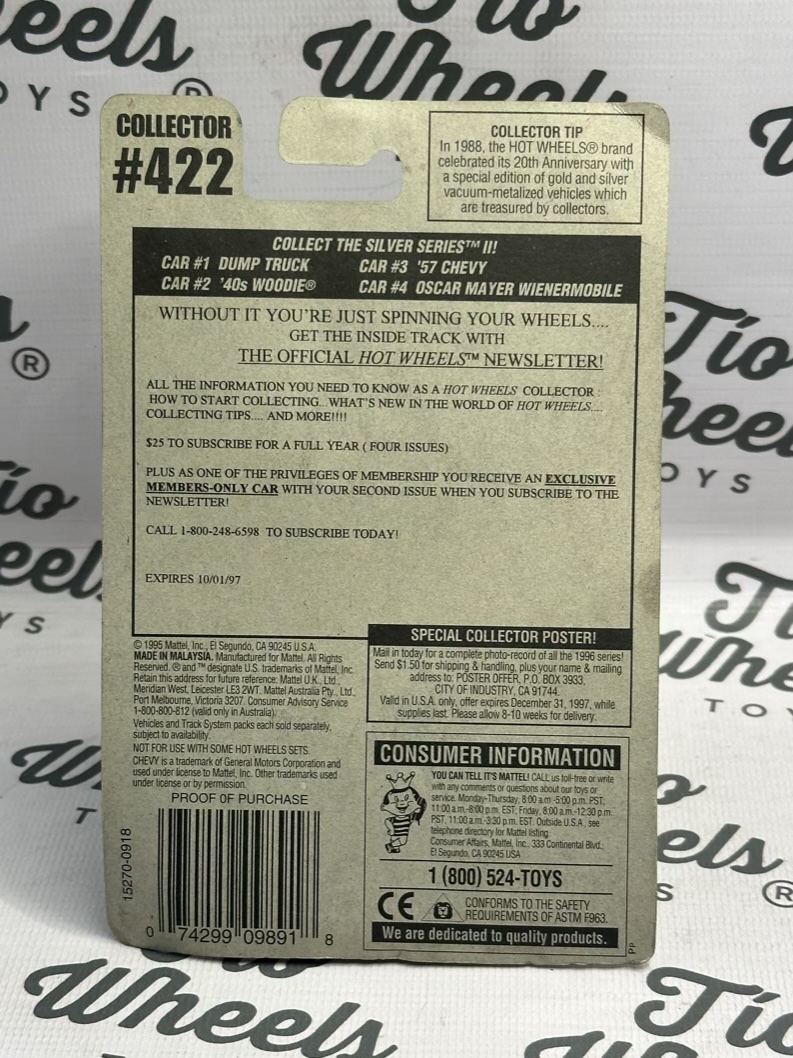 COLLECTOR
#422
COLLECTOR TIP
In 1988, the HOT WHEELS® brand
celebrated its 20th Anniversary with
a special edition of gold and silver
vacuum-metalized vehicles which
are treasured by collectors.
COLLECT THE SILVER SERIES™ II!
CAR #1 DUMP TRUCK CAR #3 '57 CHEVY
CAR #2 '40s WOODIE® CAR #4 OSCAR MAYER WIENERMOBILE
WITHOUT IT YOU'RE JUST SPINNING YOUR WHEELS....
GET THE INSIDE TRACK WITH
THE OFFICIAL HOT WHEELS™ NEWSLETTER!
ALL THE INFORMATION YOU NEED TO KNOW AS A HOT WHEELS COLLECTOR :
HOW TO START COLLECTING...WHAT'S NEW IN THE WORLD OF HOT WHEELS....
COLLECTING TIPS.... AND MORE!!!!
$25 TO SUBSCRIBE FOR A FULL YEAR ( FOUR ISSUES)
PLUS AS ONE OF THE PRIVILEGES OF MEMBERSHIP YOU RECEIVE AN EXCLUSIVE
MEMBERS-ONLY CAR WITH YOUR SECOND ISSUE WHEN YOU SUBSCRIBE TO THE
NEWSLETTER!
CALL 1-800-248-6598 TO SUBSCRIBE TODAY!
EXPIRES 10/01/97
© 1995 Mattel, Inc., El Segundo, CA 90245 U.S.A.
MADE IN MALAYSIA. Manufactured for Mattel. All Rights
Reserved. ® and ™ designate U.S. trademarks of Mattel, Inc.
Retain this address for future reference: Mattel U.K., Ltd.,
Meridian West, Leicester LE3 2WT. Mattel Australia Pty., Ltd.,
Port Melbourne, Victoria 3207. Consumer Advisory Service
1-800-800-812 (valid only in Australia).
Vehicles and Track System packs each sold separately,
subject to availability.
NOT FOR USE WITH SOME HOT WHEELS SETS.
CHEVY is a trademark of General Motors Corporation and
used under license to Mattel, Inc. Other trademarks used
under license or by permission.
PROOF OF PURCHASE
15270-0918
0 74299 09891 8
SPECIAL COLLECTOR POSTER!
Mail in today for a complete photo-record of all the 1996 series!
Send $1.50 for shipping & handling, plus your name & mailing
address to: POSTER OFFER, P.O. BOX 3933,
CITY OF INDUSTRY, CA 91744.
Valid in U.S.A. only, offer expires December 31, 1997, while
supplies last. Please allow 8-10 weeks for delivery.
CONSUMER INFORMATION
YOU CAN TELL IT'S MATTEL! CALL us toll-free or write
with any comments or questions about our toys or
service. Monday-Thursday, 8:00 am -5:00 p.m. PST,
11:00 a.m.-8:00 p.m. EST; Friday, 8:00 a.m.-12:30 p.m.
PST, 11:00 a.m.-3:30 p.m. EST. Outside U.S.A., see
telephone directory for Mattel listing.
Consumer Affairs, Mattel, Inc., 333 Continental Blvd.,
El Segundo, CA 90245 USA
1 (800) 524-TOYS
CE
CONFORMS TO THE SAFETY
REQUIREMENTS OF ASTM F963.
We are dedicated to quality products.
PP
Tío
Wheels
TOYS
®